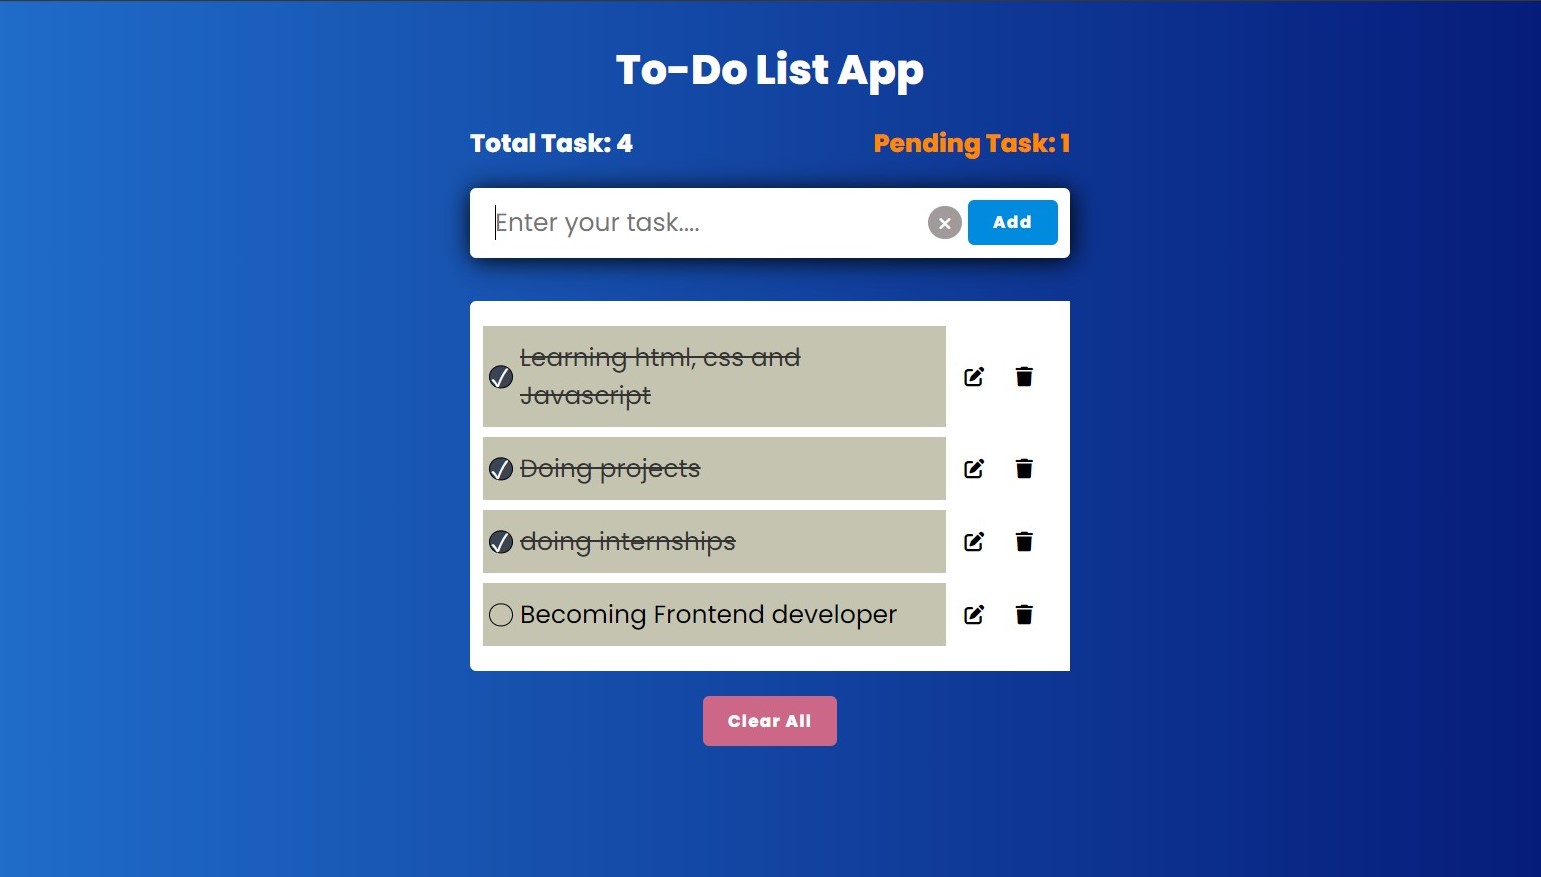 To-Do List App
Total Task: 4
Pending Task: 1
Enter your task....
Add
Learning html, css and
Javascript
Doing projects
doing internships
Becoming Frontend developer
Clear All